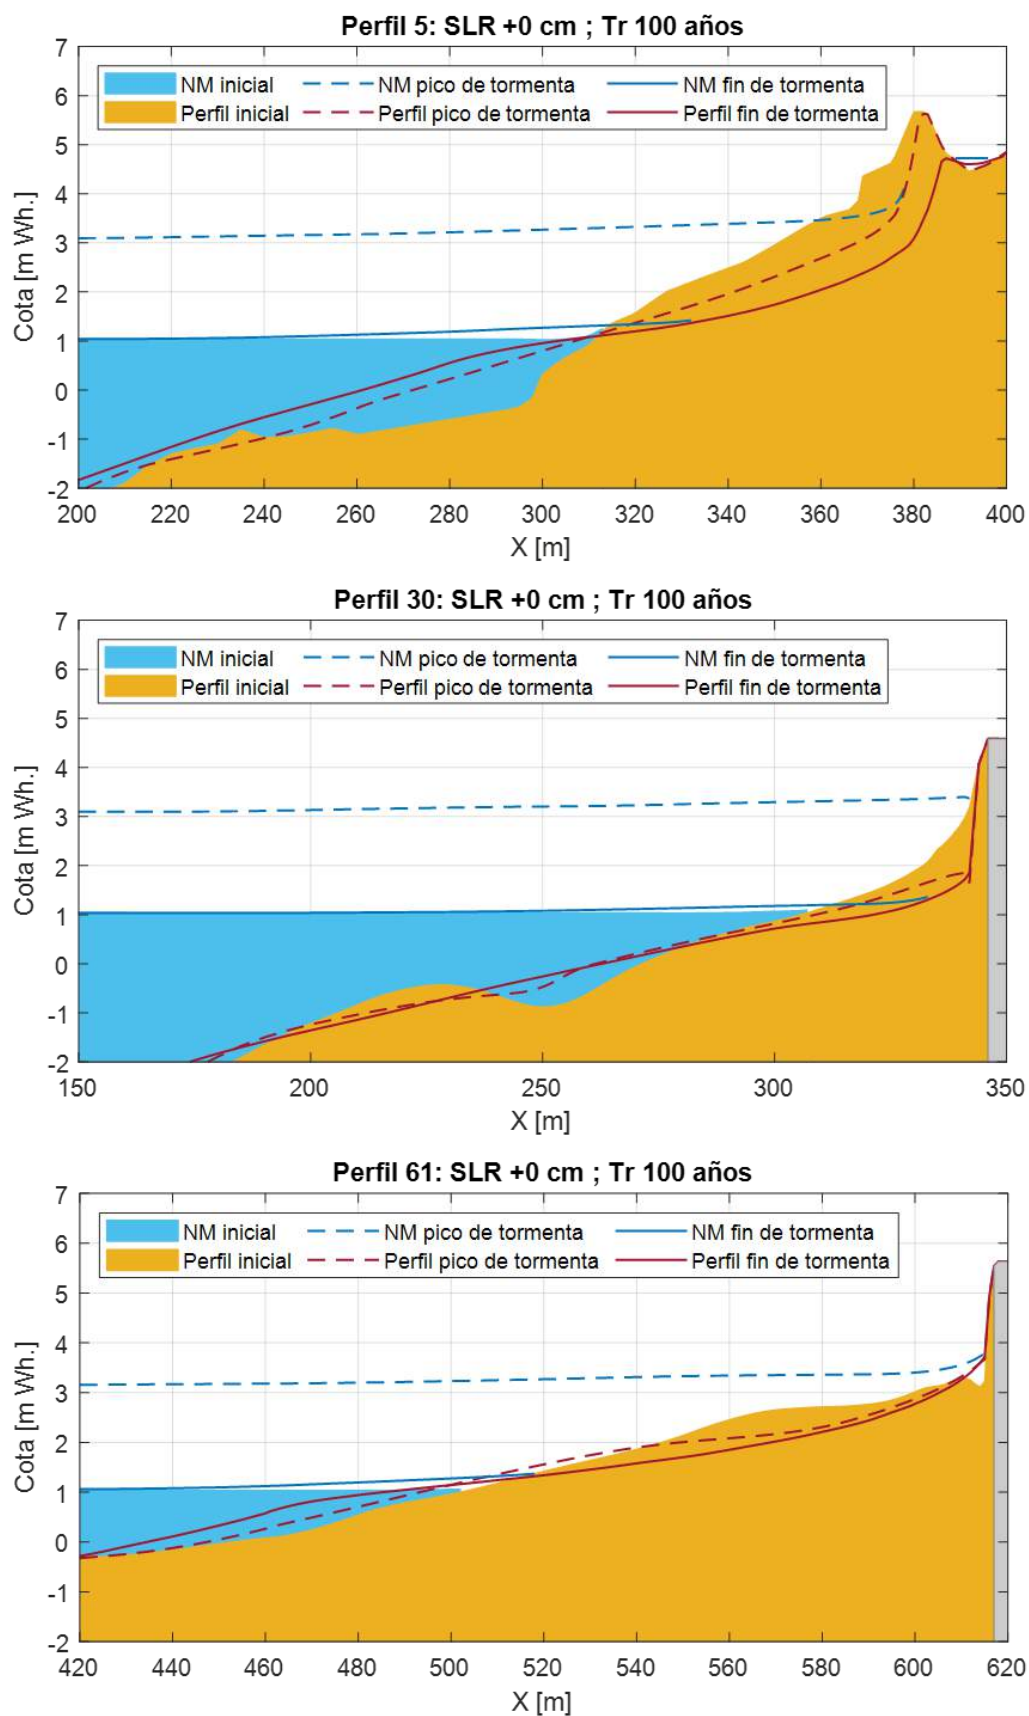 Perfil 5: SLR +0 cm ; Tr 100 años
7
6
5
4
3
2
1
0
-1
-2
Cota [m Wh.]
NM inicial
NM pico de tormenta
NM fin de tormenta
Perfil inicial
Perfil pico de tormenta
Perfil fin de tormenta
200 220 240 260 280 300 320 340 360 380 400
X [m]
Perfil 30: SLR +0 cm ; Tr 100 años
7
6
5
4
3
2
1
0
-1
-2
Cota [m Wh.]
NM inicial
NM pico de tormenta
NM fin de tormenta
Perfil inicial
Perfil pico de tormenta
Perfil fin de tormenta
150 200 250 300 350
X [m]
Perfil 61: SLR +0 cm ; Tr 100 años
7
6
5
4
3
2
1
0
-1
-2
Cota [m Wh.]
NM inicial
NM pico de tormenta
NM fin de tormenta
Perfil inicial
Perfil pico de tormenta
Perfil fin de tormenta
420 440 460 480 500 520 540 560 580 600 620
X [m]